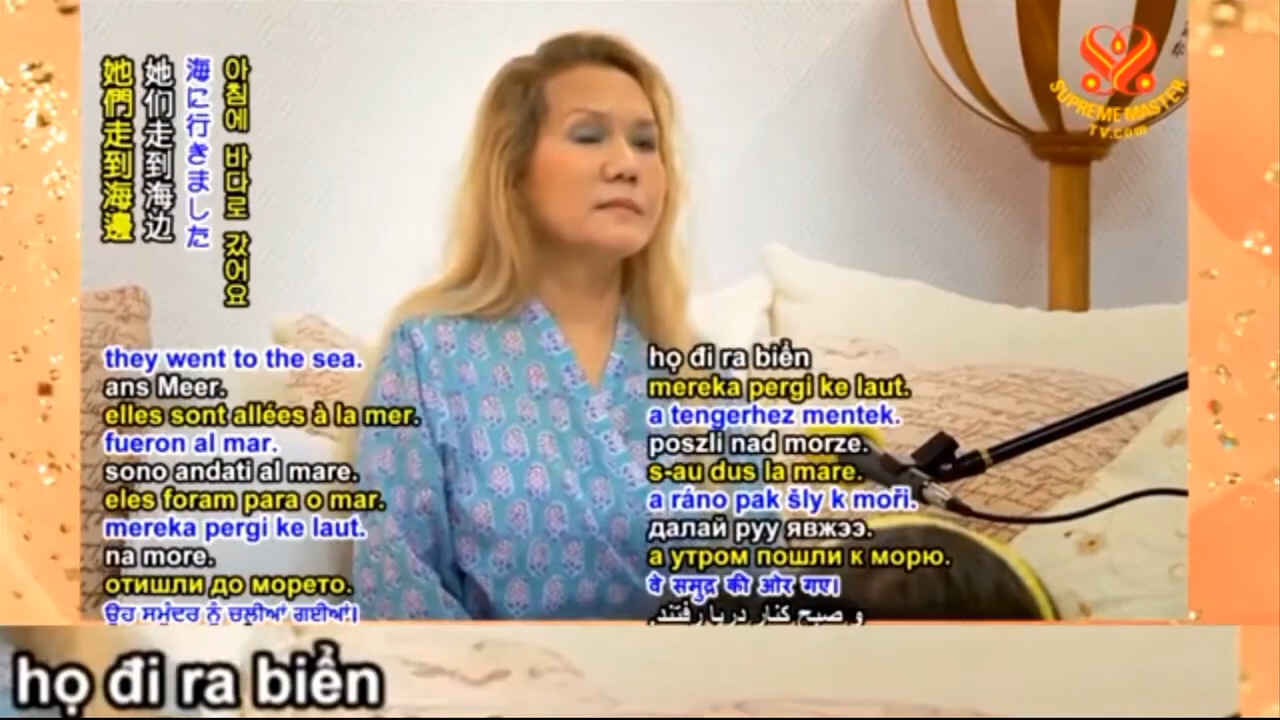 她們走到海邊
她们走到海边
海に行きました
아침에 바다로 갔어요
SUPREME MASTER
TV.com
they went to the sea.
ans Meer.
elles sont allées à la mer.
fueron al mar.
sono andati al mare.
eles foram para o mar.
mereka pergi ke laut.
na more.
отишли до морето.
ਉਹ ਸਮੁੰਦਰ ਨੂੰ ਚਲੀਆਂ ਗਈਆਂ।
họ đi ra biển
mereka pergi ke laut.
a tengerhez mentek.
poszli nad morze.
s-au dus la mare.
a ráno pak šly k moři.
далай руу явжээ.
а утром пошли к морю.
वे समुद्र की ओर गए।
و صبح کنار دریا رفتند.
họ đi ra biển